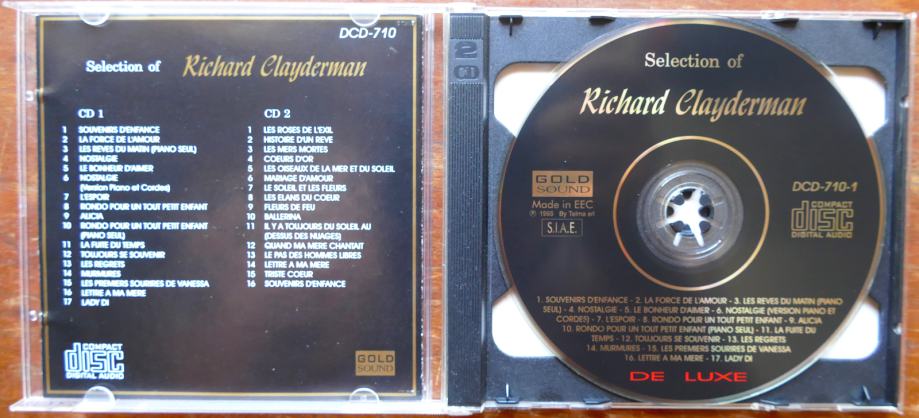 DCD-710
Selection of Richard Clayderman
CD 1
1 SOUVENIRS D'ENFANCE
2 LA FORCE DE L'AMOUR
3 LES REVES DU MATIN (PIANO SEUL)
4 NOSTALGIE
5 LE BONHEUR D'AIMER
6 NOSTALGIE
(Version Piano et Cordes)
7 L'ESPOIR
8 RONDO POUR UN TOUT PETIT ENFANT
9 ALICIA
10 RONDO POUR UN TOUT PETIT ENFANT
(PIANO SEUL)
11 LA FUITE DU TEMPS
12 TOUJOURS SE SOUVENIR
13 LES REGRETS
14 MURMURES
15 LES PREMIERS SOURIRES DE VANESSA
16 LETTRE A MA MERE
17 LADY DI
CD 2
1 LES ROSES DE L'EXIL
2 HISTOIRE D'UN REVE
3 LES MERS MORTES
4 COEURS D'OR
5 LES OISEAUX DE LA MER ET DU SOLEIL
6 MARIAGE D'AMOUR
7 LE SOLEIL ET LES FLEURS
8 LES ELANS DU COEUR
9 FLEURS DE FEU
10 BALLERINA
11 IL Y A TOUJOURS DU SOLEIL AU
(DESSUS DES NUAGES)
12 QUAND MA MERE CHANTAIT
13 LE PAS DES HOMMES LIBRES
14 LETTRE A MA MERE
15 TRISTE COEUR
16 SOUVENIRS D'ENFANCE
COMPACT
disc
DIGITAL AUDIO
GOLD
SOUND
2
CD
Selection of
Richard Clayderman
GOLD
SOUND
Made in EEC
By Telma srl
S.I.A.E.
DCD-710-1
COMPACT
disc
DIGITAL AUDIO
1. SOUVENIRS D'ENFANCE - 2. LA FORCE DE L'AMOUR - 3. LES REVES DU MATIN (PIANO
SEUL) - 4. NOSTALGIE - 5. LE BONHEUR D'AIMER - 6. NOSTALGIE (VERSION PIANO ET
CORDES) - 7. L'ESPOIR - 8. RONDO POUR UN TOUT PETIT ENFANT - 9. ALICIA
10. RONDO POUR UN TOUT PETIT ENFANT (PIANO SEUL) - 11. LA FUITE DU
TEMPS - 12. TOUJOURS SE SOUVENIR - 13. LES REGRETS
14. MURMURES - 15. LES PREMIERS SOURIRES DE VANESSA
16. LETTRE A MA MERE - 17. LADY DI
DE LUXE